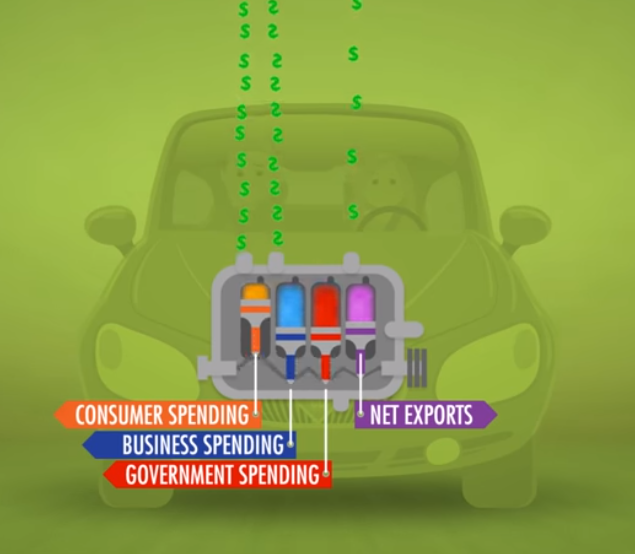 CONSUMER SPENDING
NET EXPORTS
BUSINESS SPENDING
GOVERNMENT SPENDING